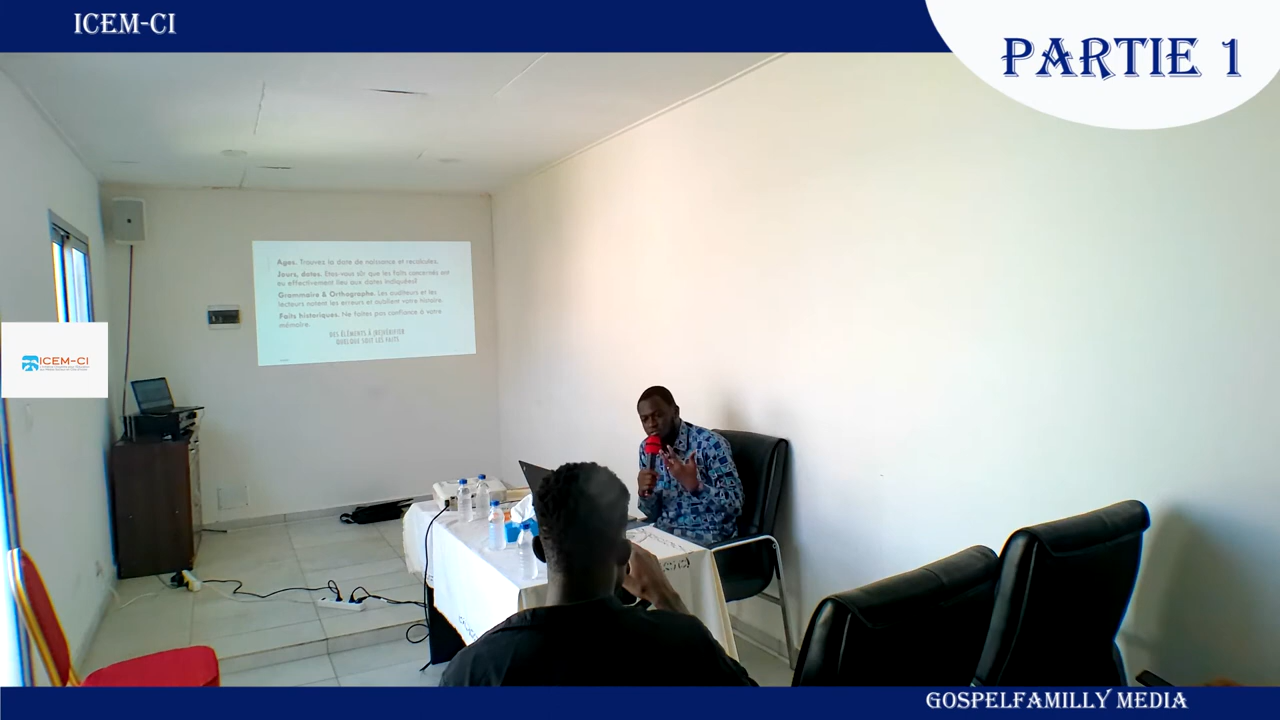 ICEM-CI
PARTIE 1
Ages. Trouvez la date de naissance et recalculez.
Jours, dates. Etes-vous sûr que les faits concernés ont
eu effectivement lieu aux dates indiquées?
Grammaire & Orthographe. Les auditeurs et les
lecteurs notent les erreurs et oublient votre histoire.
Faits historiques. Ne faites pas confiance à votre
mémoire.
DES ÉLÉMENTS À (RE)VÉRIFIER
QUELQUE SOIT LES FAITS
ICEM-CI
GOSPELFAMILLY MEDIA